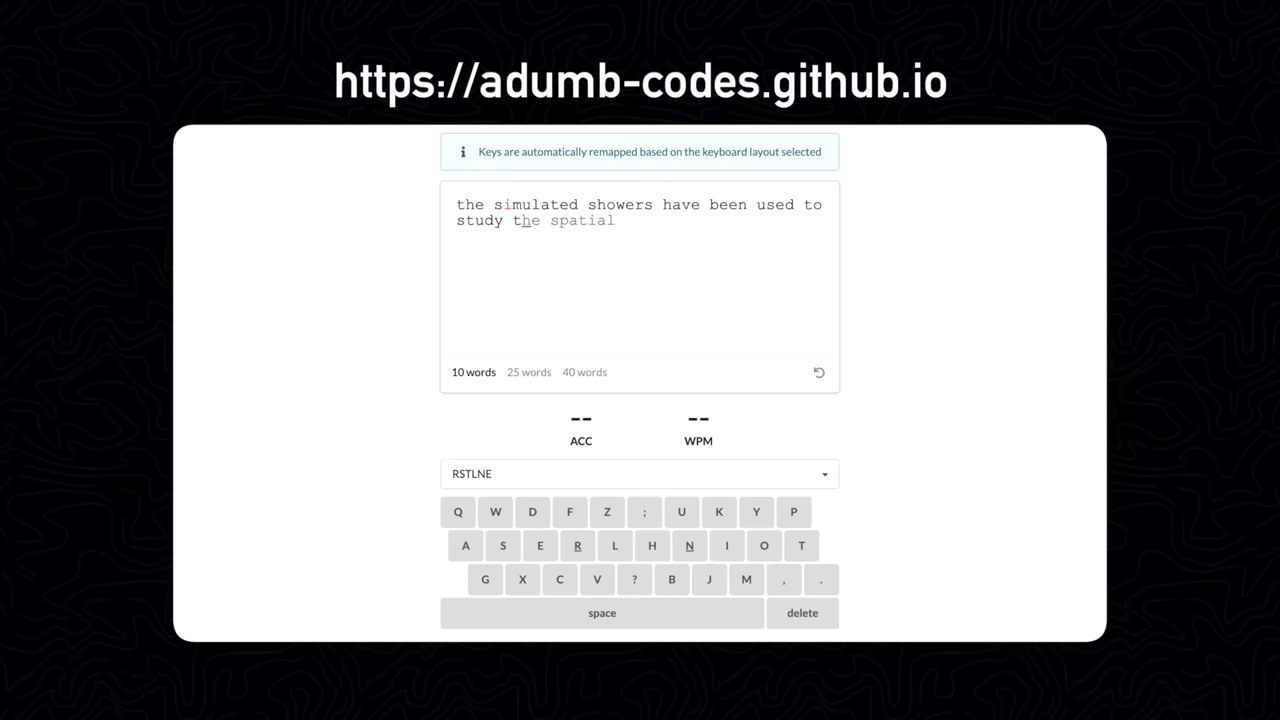 https://adumb-codes.github.io
Keys are automatically remapped based on the keyboard layout selected
the simulated showers have been used to
study the spatial
10 words 25 words 40 words
-- --
ACC WPM
RSTLNE
Q W D F Z ; U K Y P
A S E R L H N I O T
G X C V ? B J M , .
space delete